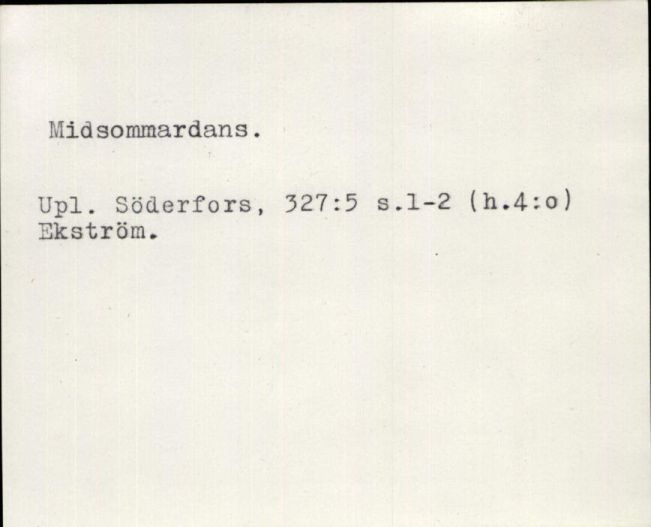 Midsommardans.
Upl. Söderfors, 327:5 s.1-2 (h.4:o)
Ekström.